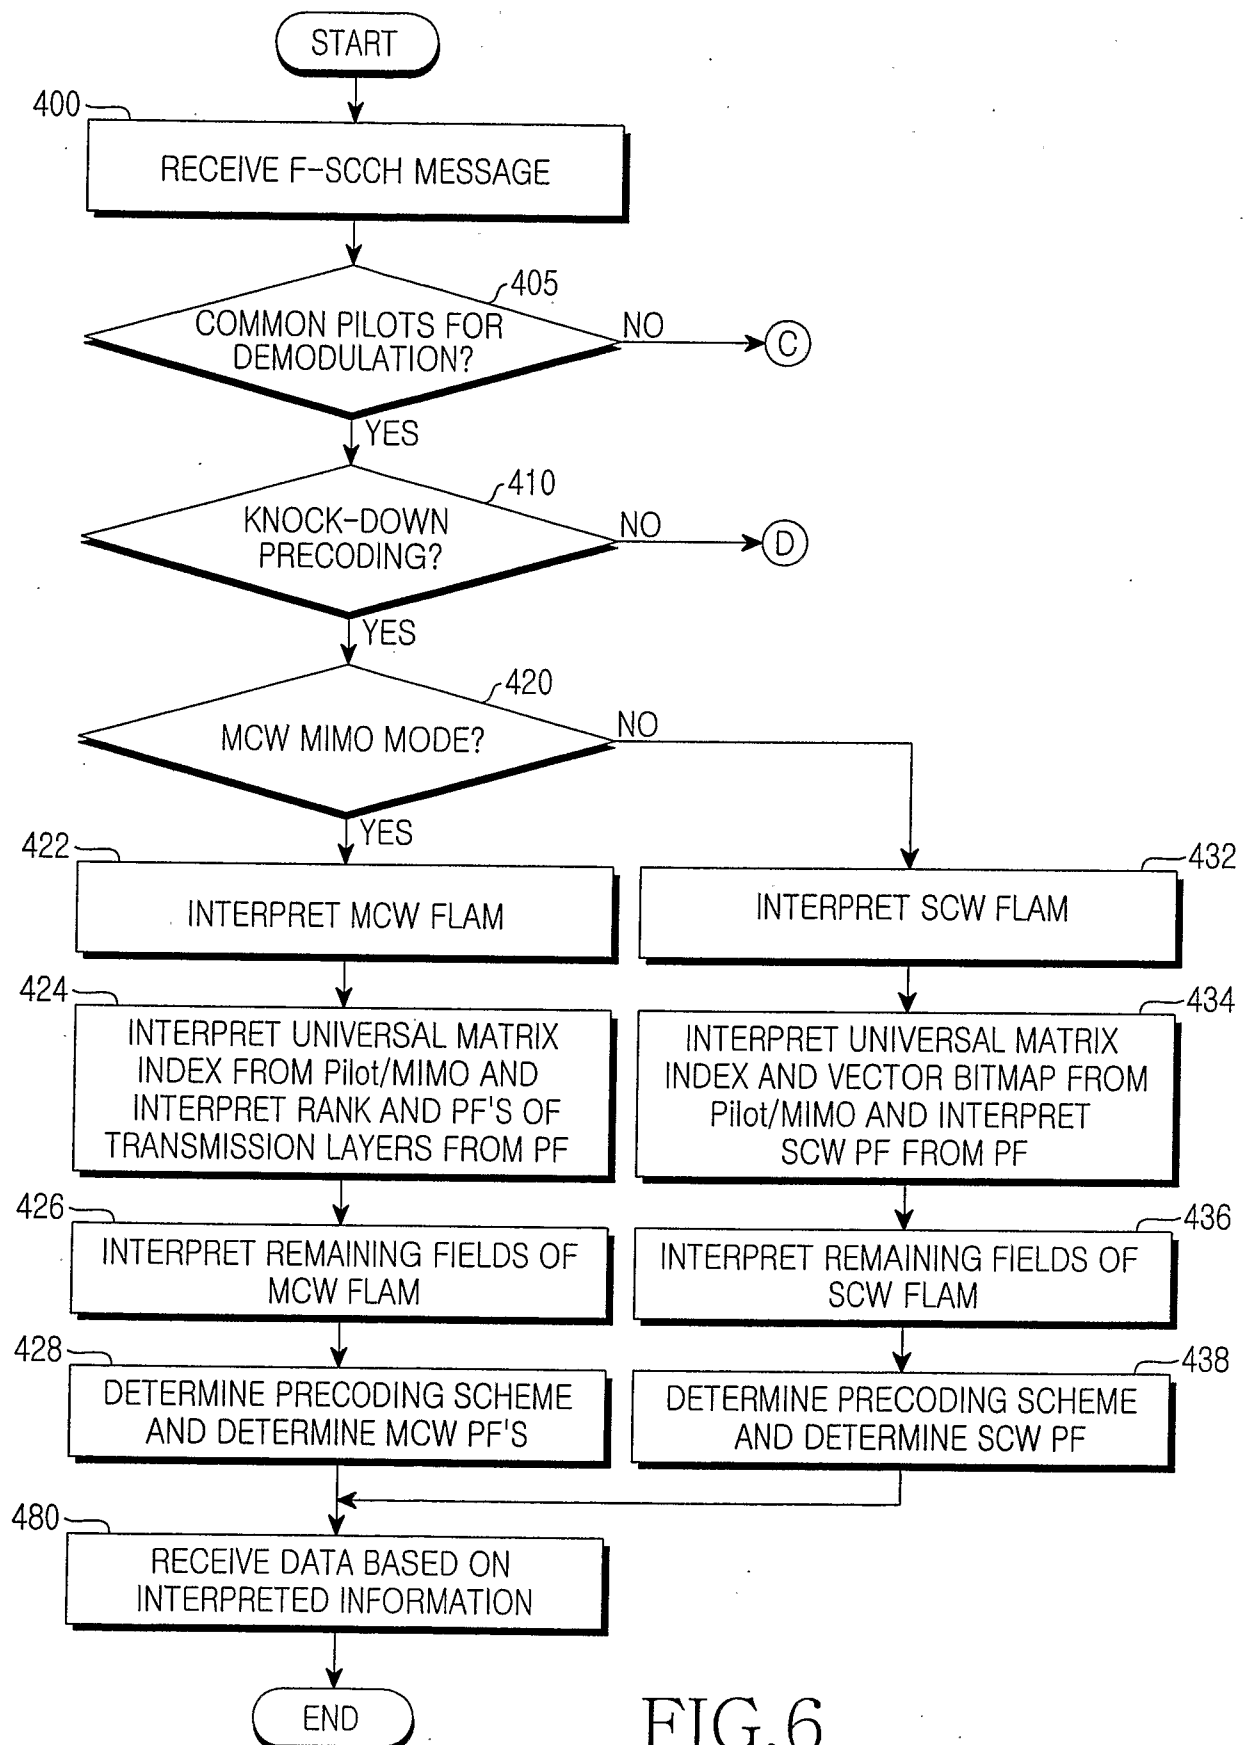 START
400
RECEIVE F-SCCH MESSAGE
405
COMMON PILOTS FOR
DEMODULATION?
NO
C
YES
410
KNOCK-DOWN
PRECODING?
NO
D
YES
420
MCW MIMO MODE?
NO
YES
422
INTERPRET MCW FLAM
432
INTERPRET SCW FLAM
424
INTERPRET UNIVERSAL MATRIX
INDEX FROM Pilot/MIMO AND
INTERPRET RANK AND PF'S OF
TRANSMISSION LAYERS FROM PF
434
INTERPRET UNIVERSAL MATRIX
INDEX AND VECTOR BITMAP FROM
Pilot/MIMO AND INTERPRET
SCW PF FROM PF
426
INTERPRET REMAINING FIELDS OF
MCW FLAM
436
INTERPRET REMAINING FIELDS OF
SCW FLAM
428
DETERMINE PRECODING SCHEME
AND DETERMINE MCW PF'S
438
DETERMINE PRECODING SCHEME
AND DETERMINE SCW PF
480
RECEIVE DATA BASED ON
INTERPRETED INFORMATION
END
FIG.6